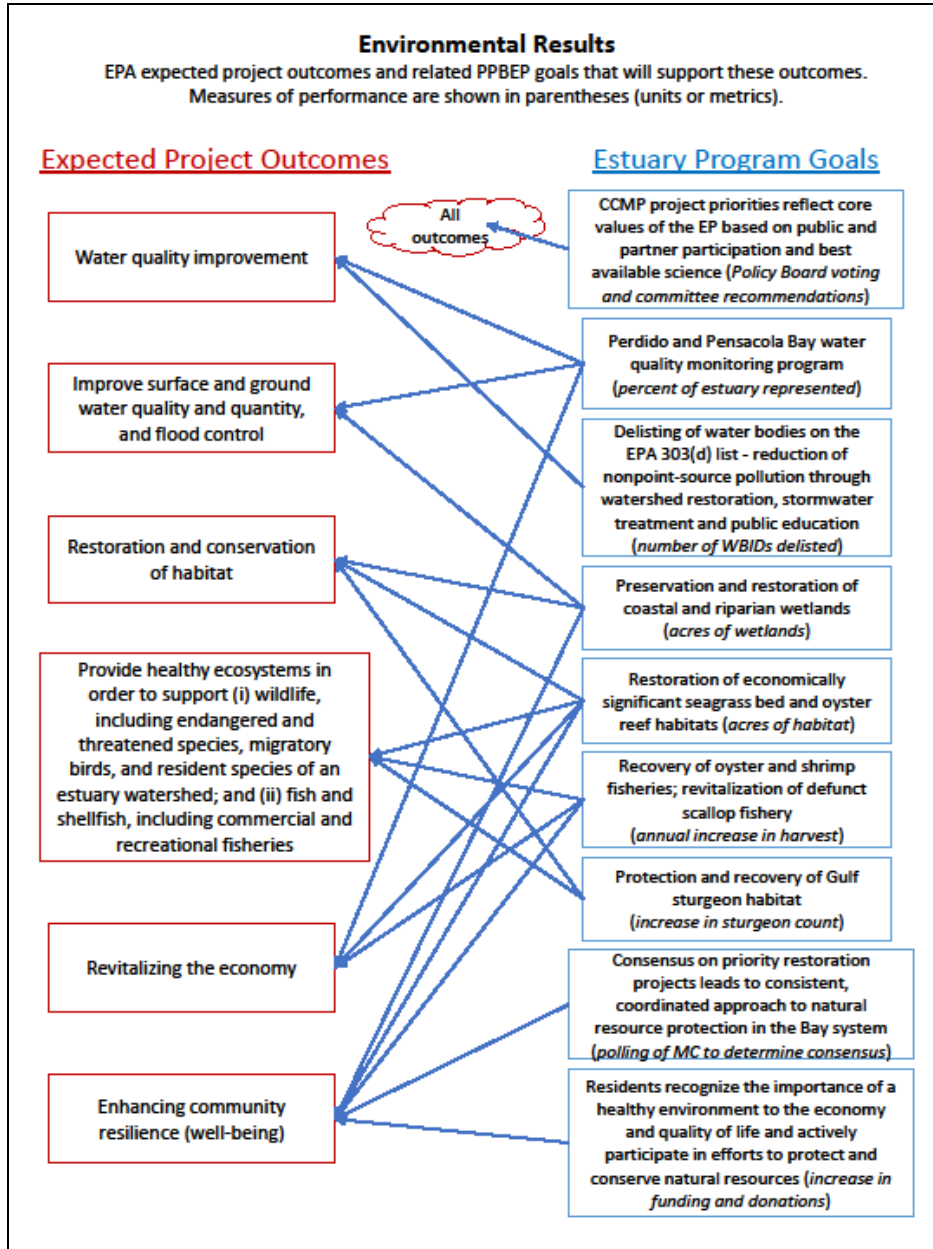 Environmental Results
EPA expected project outcomes and related PPBEP goals that will support these outcomes.
Measures of performance are shown in parentheses (units or metrics).
Expected Project Outcomes
Water quality improvement
Improve surface and ground
water quality and quantity,
and flood control
Restoration and conservation
of habitat
Provide healthy ecosystems in
order to support (i) wildlife,
including endangered and
threatened species, migratory
birds, and resident species of an
estuary watershed; and (ii) fish and
shellfish, including commercial and
recreational fisheries
Revitalizing the economy
Enhancing community
resilience (well-being)
All
outcomes
Estuary Program Goals
CCMP project priorities reflect core
values of the EP based on public and
partner participation and best
available science (Policy Board voting
and committee recommendations)
Perdido and Pensacola Bay water
quality monitoring program
(percent of estuary represented)
Delisting of water bodies on the
EPA 303(d) list - reduction of
nonpoint-source pollution through
watershed restoration, stormwater
treatment and public education
(number of WBIDs delisted)
Preservation and restoration of
coastal and riparian wetlands
(acres of wetlands)
Restoration of economically
significant seagrass bed and oyster
reef habitats (acres of habitat)
Recovery of oyster and shrimp
fisheries; revitalization of defunct
scallop fishery
(annual increase in harvest)
Protection and recovery of Gulf
sturgeon habitat
(increase in sturgeon count)
Consensus on priority restoration
projects leads to consistent,
coordinated approach to natural
resource protection in the Bay system
(polling of MC to determine consensus)
Residents recognize the importance of a
healthy environment to the economy
and quality of life and actively
participate in efforts to protect and
conserve natural resources (increase in
funding and donations)